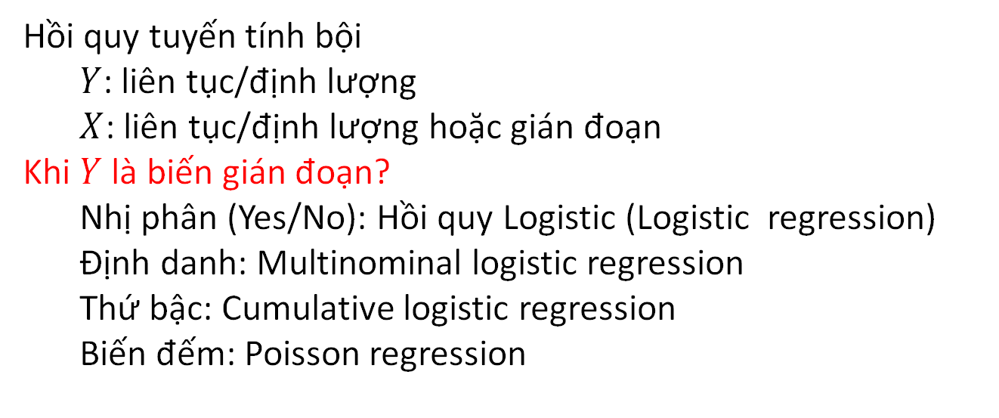 Hồi quy tuyến tính bội
Y: liên tục/định lượng
X: liên tục/định lượng hoặc gián đoạn
Khi Y là biến gián đoạn?
Nhị phân (Yes/No): Hồi quy Logistic (Logistic regression)
Định danh: Multinominal logistic regression
Thứ bậc: Cumulative logistic regression
Biến đếm: Poisson regression